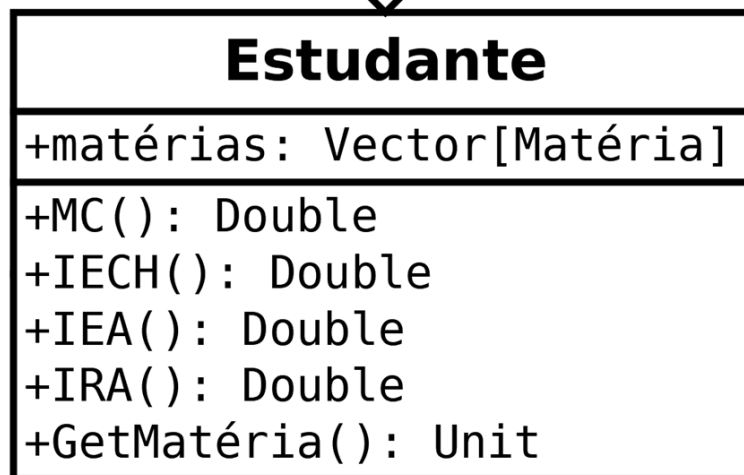 Estudante
+matérias: Vector[Matéria]
+MC(): Double
+IECH(): Double
+IEA(): Double
+IRA(): Double
+GetMatéria(): Unit